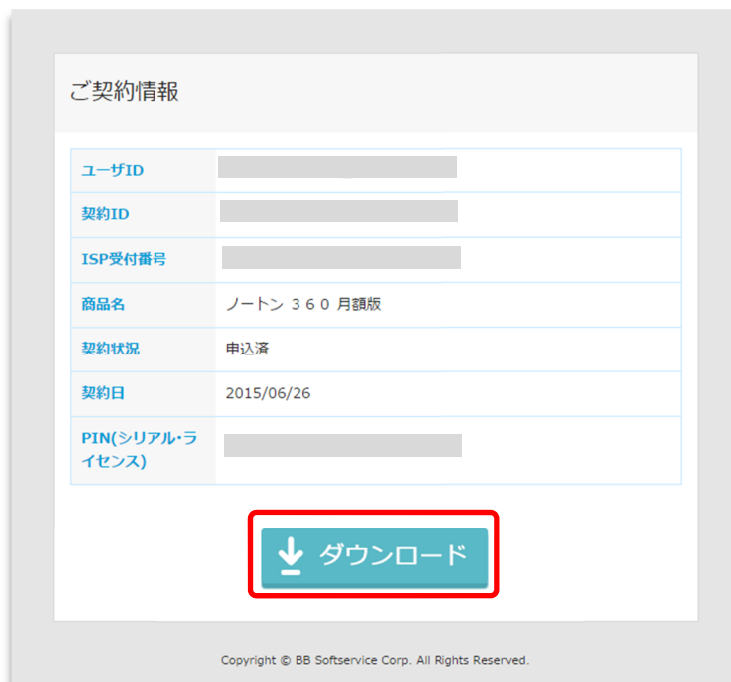 ご契約情報
ユーザID
契約ID
ISP受付番号
商品名
ノートン ３６０ 月額版
契約状況
申込済
契約日
2015/06/26
PIN(シリアル・ラ
イセンス)
ダウンロード
Copyright © BB Softservice Corp. All Rights Reserved.